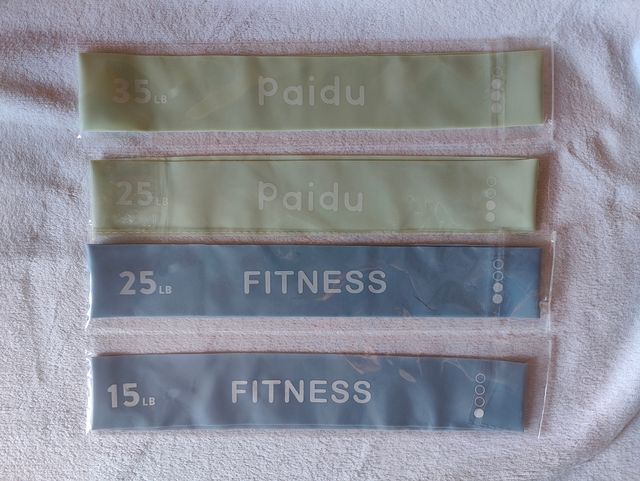 35LB Paidu
25LB Paidu
25LB FITNESS
15LB FITNESS